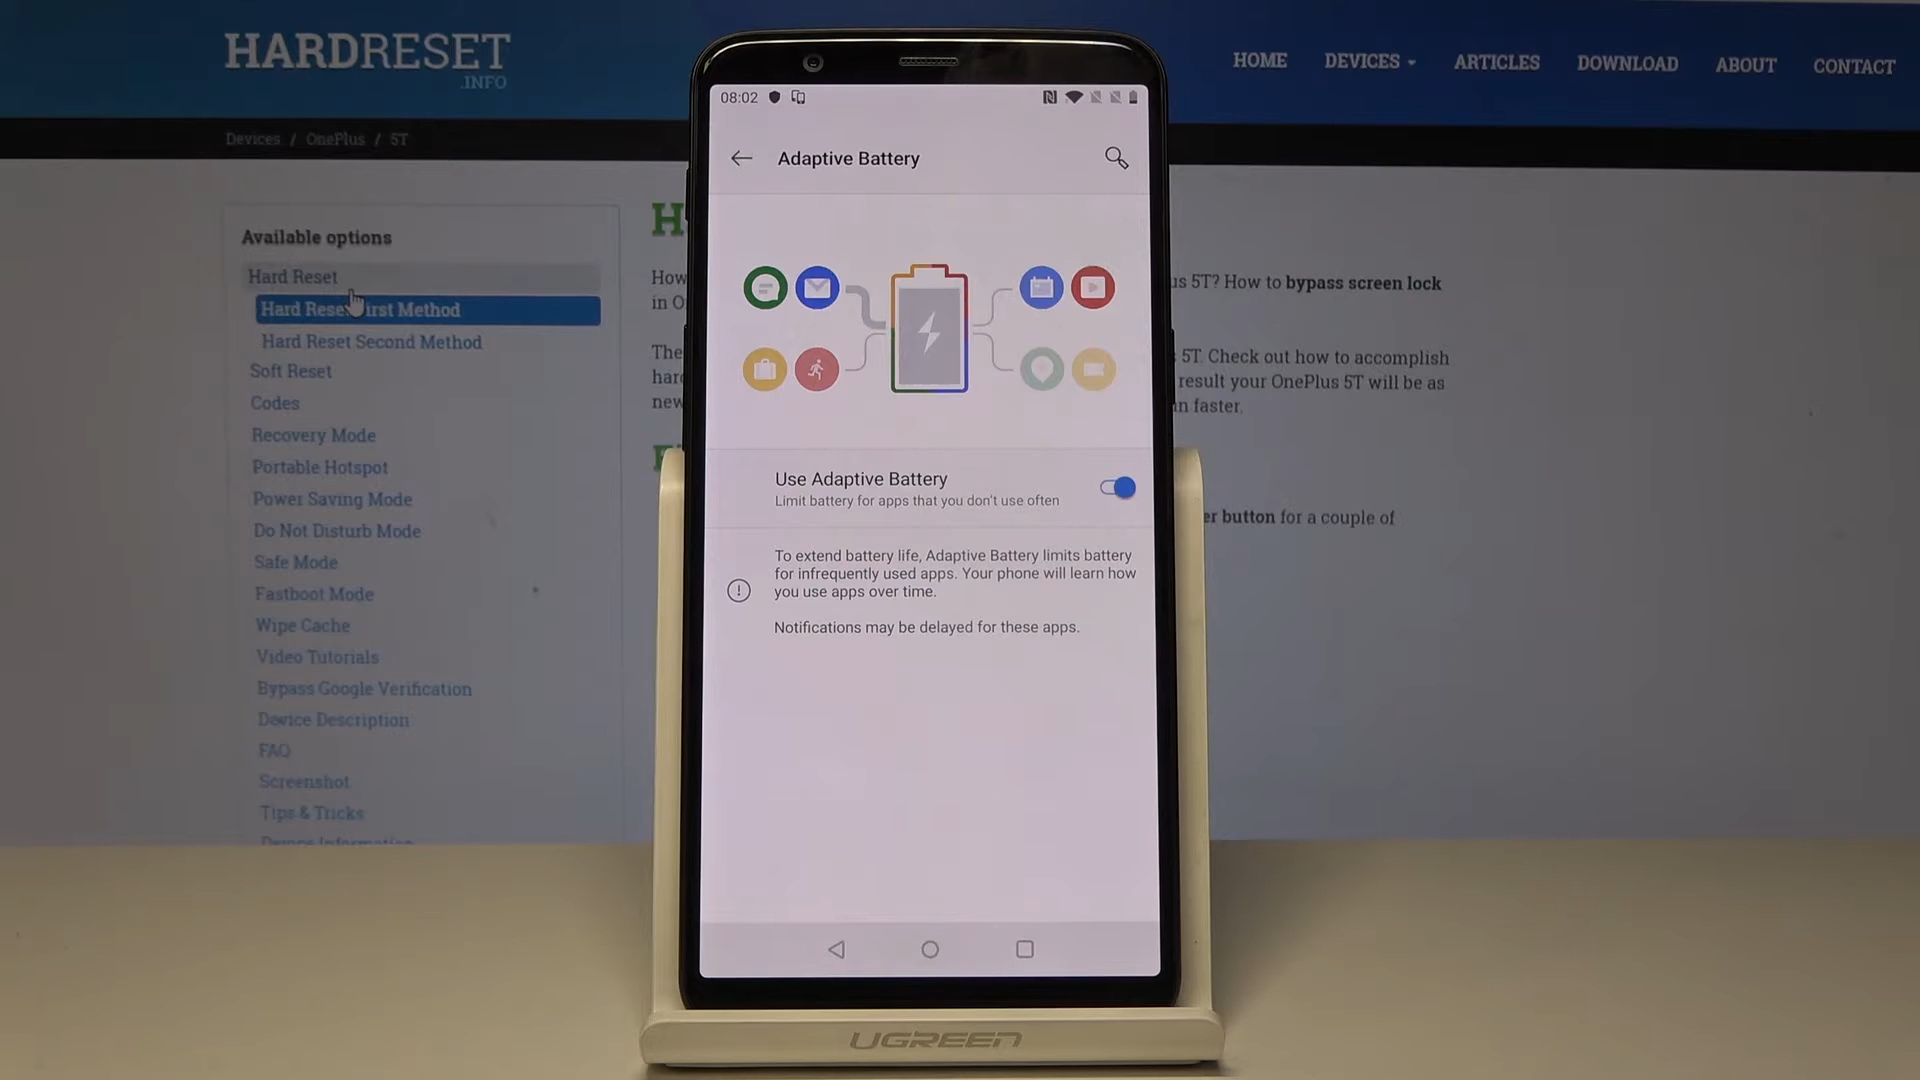 HARDRESET
.INFO
HOME DEVICES ARTICLES DOWNLOAD ABOUT CONTACT
Devices / OnePlus / 5T
Available options
Hard Reset
Hard Reset First Method
Hard Reset Second Method
Soft Reset
Codes
Recovery Mode
Portable Hotspot
Power Saving Mode
Do Not Disturb Mode
Safe Mode
Fastboot Mode
Wipe Cache
Video Tutorials
Bypass Google Verification
Device Description
FAQ
Screenshot
Tips & Tricks
Device Information
H
How
in O
The
hard
new
5T? How to bypass screen lock
5T. Check out how to accomplish
result your OnePlus 5T will be as
faster.
er button for a couple of
08:02
Adaptive Battery
Use Adaptive Battery
Limit battery for apps that you don't use often
To extend battery life, Adaptive Battery limits battery
for infrequently used apps. Your phone will learn how
you use apps over time.
Notifications may be delayed for these apps.
UGREEN